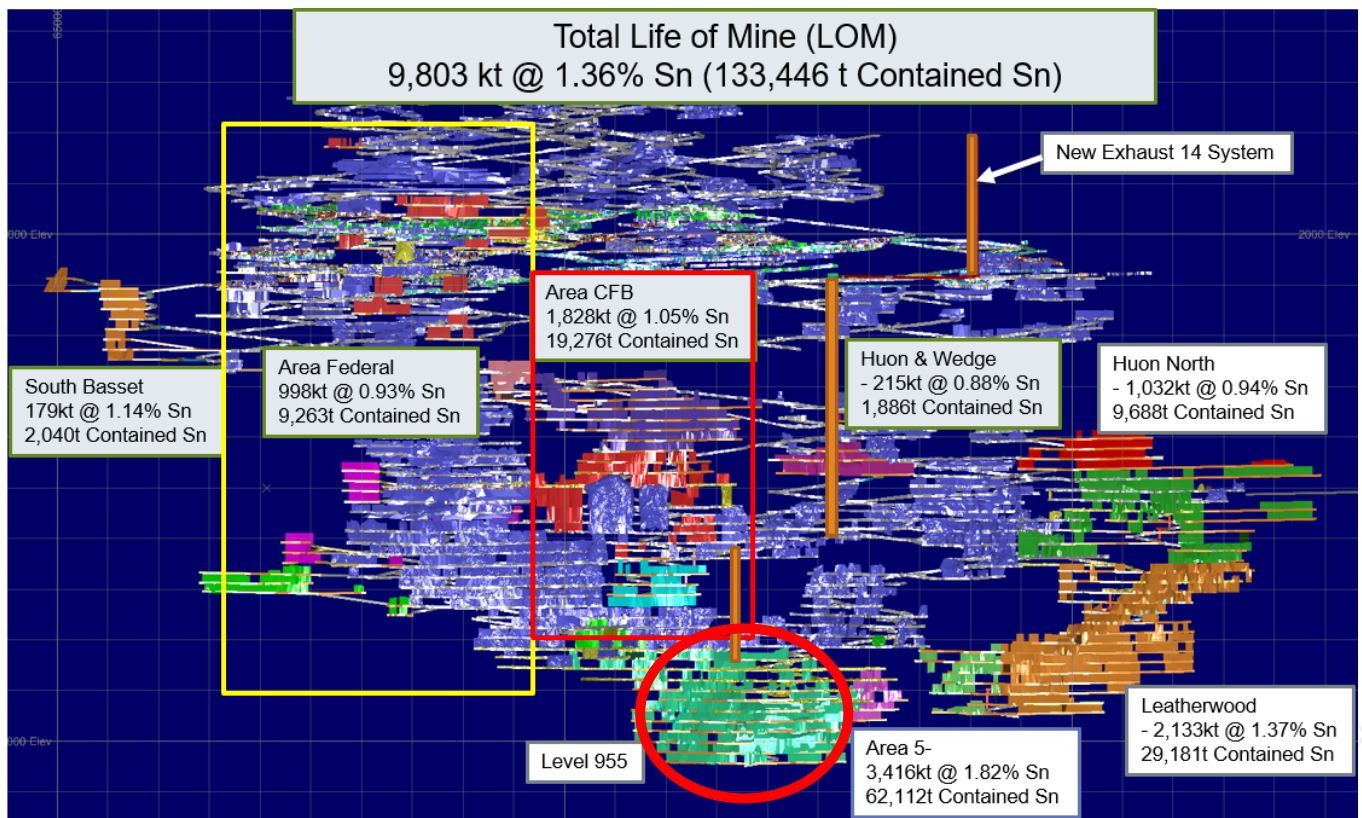 Total Life of Mine (LOM)
9,803 kt @ 1.36% Sn (133,446 t Contained Sn)
New Exhaust 14 System
000 Elev
2000 Elev
Area CFB
1,828kt @ 1.05% Sn
19,276t Contained Sn
South Basset
179kt @ 1.14% Sn
2,040t Contained Sn
Area Federal
998kt @ 0.93% Sn
9,263t Contained Sn
Huon & Wedge
- 215kt @ 0.88% Sn
1,886t Contained Sn
Huon North
- 1,032kt @ 0.94% Sn
9,688t Contained Sn
Leatherwood
- 2,133kt @ 1.37% Sn
29,181t Contained Sn
000 Elev
Level 955
Area 5-
3,416kt @ 1.82% Sn
62,112t Contained Sn